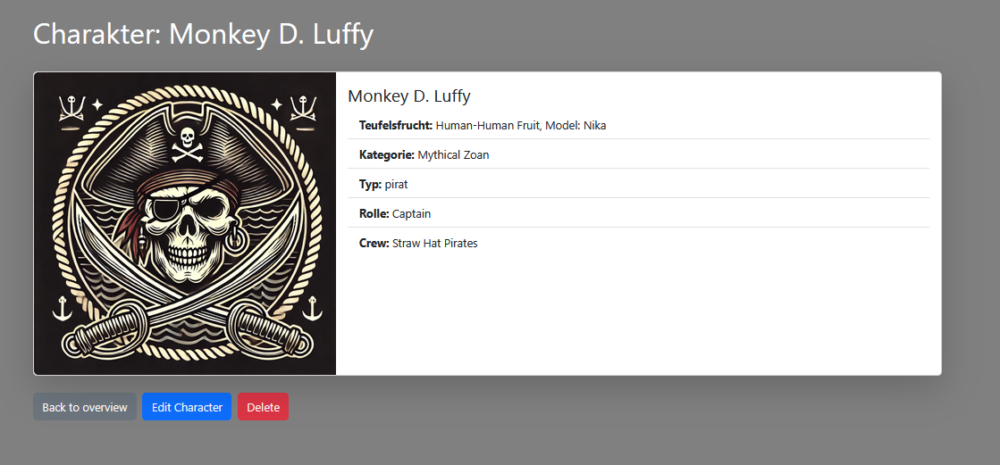 Charakter: Monkey D. Luffy
Monkey D. Luffy
Teufelsfrucht: Human-Human Fruit, Model: Nika
Kategorie: Mythical Zoan
Typ: pirat
Rolle: Captain
Crew: Straw Hat Pirates
Back to overview
Edit Character
Delete